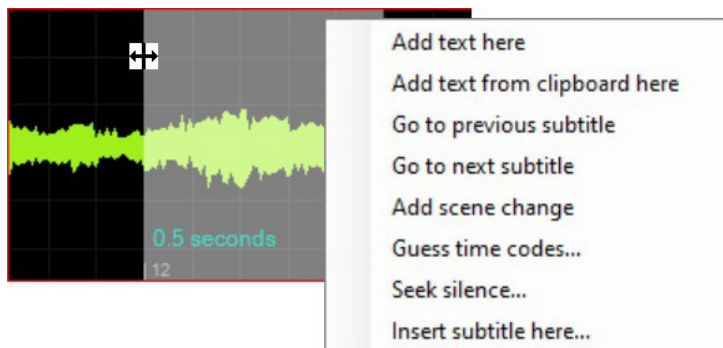 0.5 seconds
12
Add text here
Add text from clipboard here
Go to previous subtitle
Go to next subtitle
Add scene change
Guess time codes...
Seek silence...
Insert subtitle here...